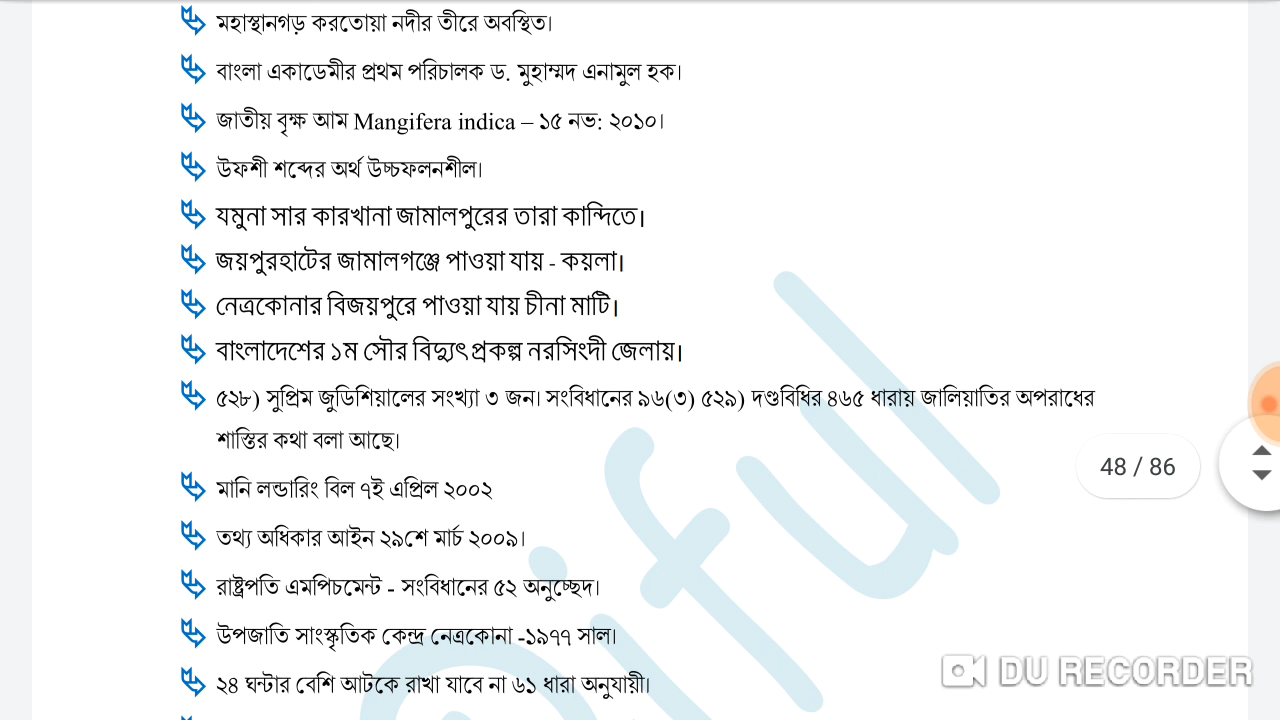 মহাস্থানগড় করতোয়া নদীর তীরে অবস্থিত।
বাংলা একাডেমীর প্রথম পরিচালক ড. মুহাম্মদ এনামুল হক।
জাতীয় বৃক্ষ আম Mangifera indica – ১৫ নভ: ২০১০।
উফশী শব্দের অর্থ উচ্চফলনশীল।
যমুনা সার কারখানা জামালপুরের তারা কান্দিতে।
জয়পুরহাটের জামালগঞ্জে পাওয়া যায় - কয়লা।
নেত্রকোনার বিজয়পুরে পাওয়া যায় চীনা মাটি।
বাংলাদেশের ১ম সৌর বিদ্যুৎ প্রকল্প নরসিংদী জেলায়।
৫২৮) সুপ্রিম জুডিশিয়ালের সংখ্যা ৩ জন। সংবিধানের ৯৬(৩) ৫২৯) দণ্ডবিধির ৪৬৫ ধারায় জালিয়াতির অপরাধের
শাস্তির কথা বলা আছে।
48 / 86
মানি লন্ডারিং বিল ৭ই এপ্রিল ২০০২
তথ্য অধিকার আইন ২৯শে মার্চ ২০০৯।
রাষ্ট্রপতি এমপিচমেন্ট - সংবিধানের ৫২ অনুচ্ছেদ।
উপজাতি সাংস্কৃতিক কেন্দ্র নেত্রকোনা -১৯৭৭ সাল।
২৪ ঘন্টার বেশি আটকে রাখা যাবে না ৬১ ধারা অনুযায়ী।
DU RECORDER